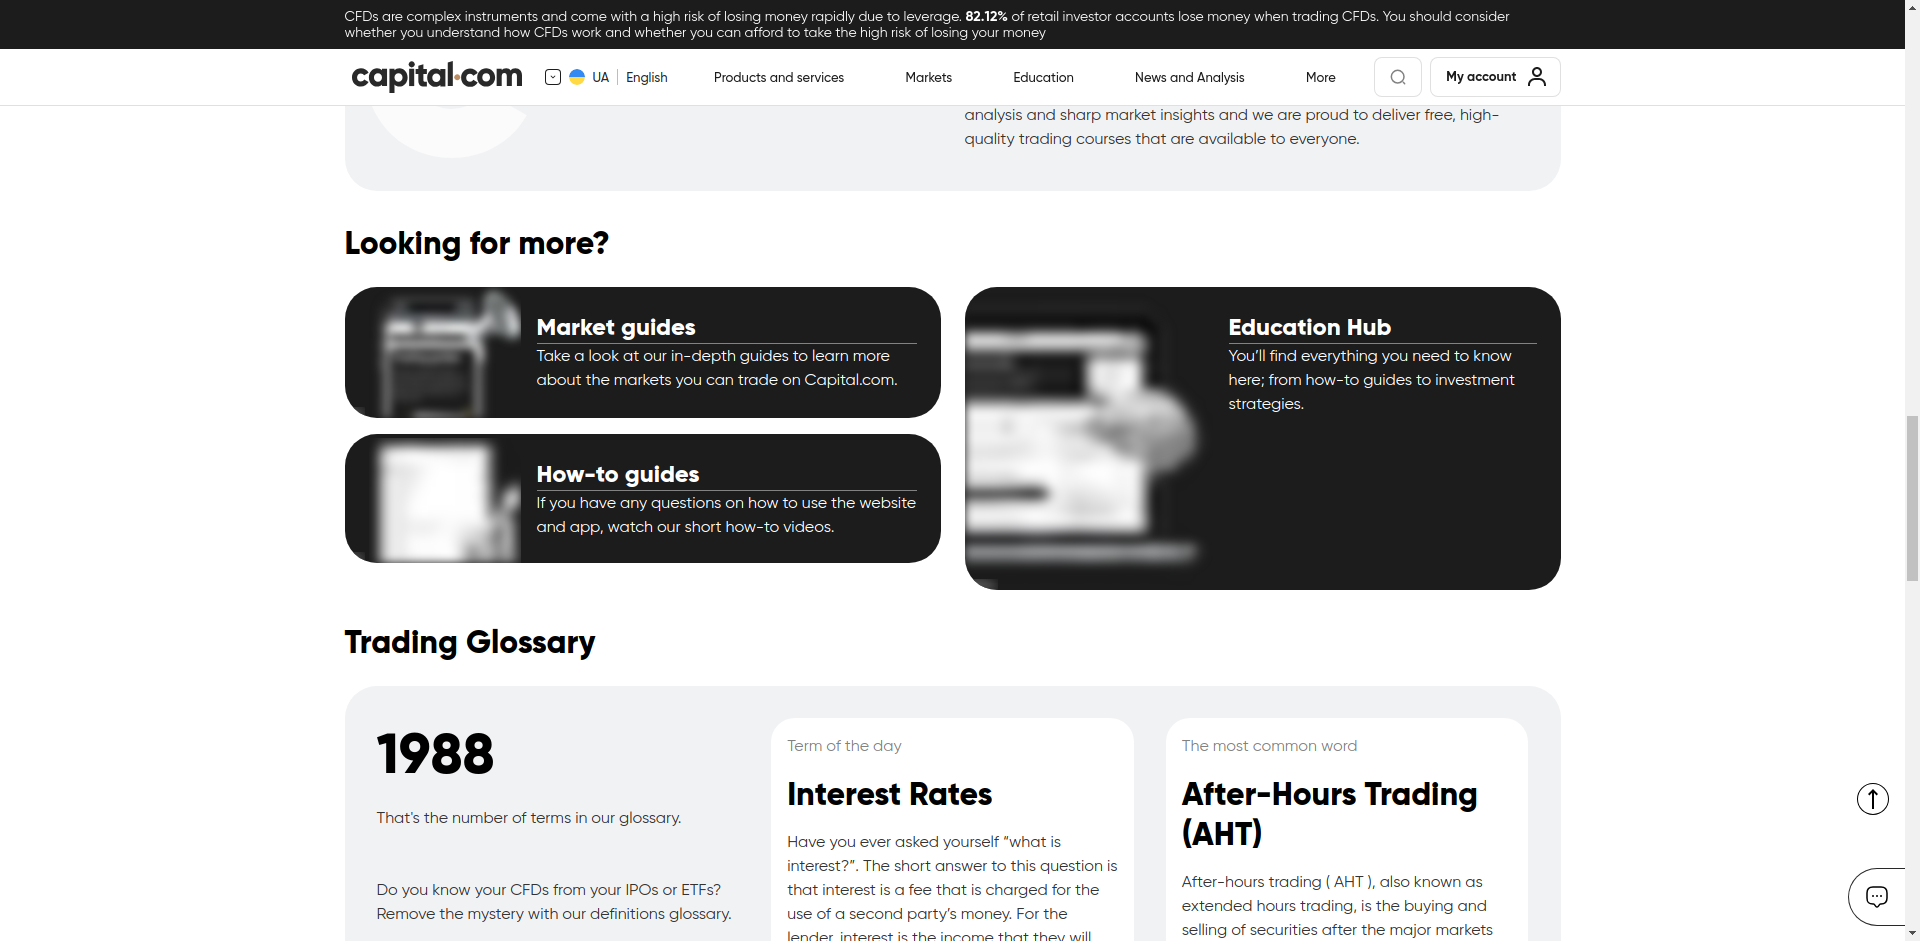 CFDs are complex instruments and come with a high risk of losing money rapidly due to leverage. 82.12% of retail investor accounts lose money when trading CFDs. You should consider
whether you understand how CFDs work and whether you can afford to take the high risk of losing your money
capital.com
UA
English
Products and services
Markets
Education
News and Analysis
More
My account
analysis and sharp market insights and we are proud to deliver free, high-
quality trading courses that are available to everyone.
Looking for more?
Market guides
Take a look at our in-depth guides to learn more
about the markets you can trade on Capital.com.
How-to guides
If you have any questions on how to use the website
and app, watch our short how-to videos.
Education Hub
You'll find everything you need to know
here; from how-to guides to investment
strategies.
Trading Glossary
1988
That's the number of terms in our glossary.
Do you know your CFDs from your IPOs or ETFs?
Remove the mystery with our definitions glossary.
Term of the day
Interest Rates
Have you ever asked yourself “what is
interest?”. The short answer to this question is
that interest is a fee that is charged for the
use of a second party’s money. For the
lender, interest is the income that they will
The most common word
After-Hours Trading
(AHT)
After-hours trading ( AHT ), also known as
extended hours trading, is the buying and
selling of securities after the major markets